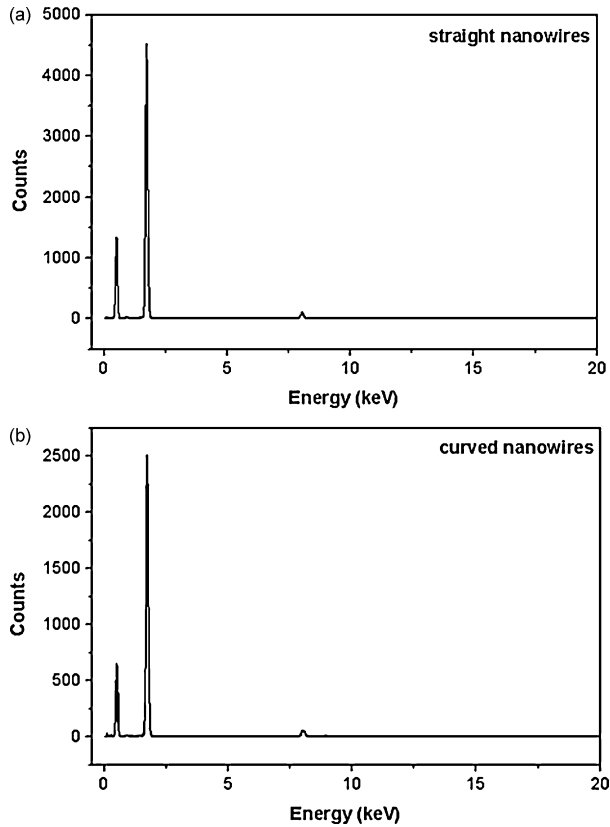 (a)
straight nanowires
5000
4000
3000
2000
1000
0
Counts
0 5 10 15 20
Energy (keV)
(b)
curved nanowires
2500
2000
1500
1000
500
0
Counts
0 5 10 15 20
Energy (keV)